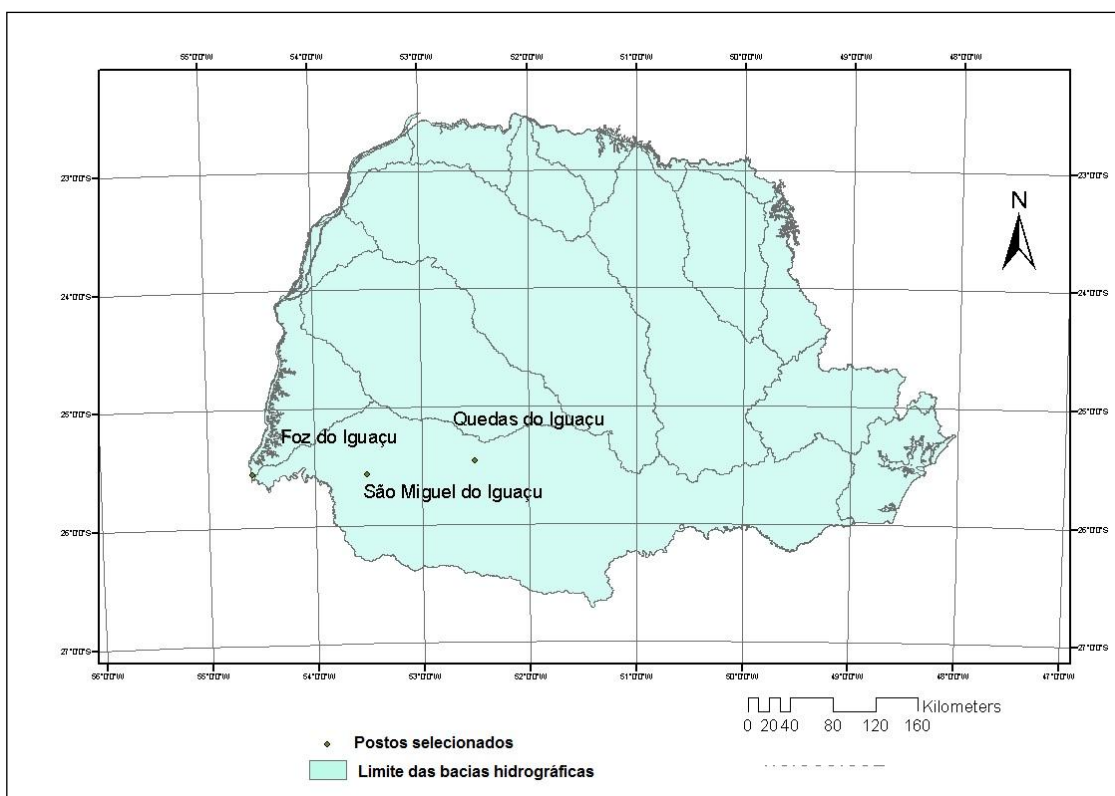 55°0'0"W 54°0'0"W 53°0'0"W 52°0'0"W 51°0'0"W 50°0'0"W 49°0'0"W 48°0'0"W
N
23°0'0"S 23°0'0"S
24°0'0"S 24°0'0"S
25°0'0"S 25°0'0"S
Quedas do Iguaçu
Foz do Iguaçu
São Miguel do Iguaçu
26°0'0"S 26°0'0"S
27°0'0"S 27°0'0"S
56°0'0"W 55°0'0"W 54°0'0"W 53°0'0"W 52°0'0"W 51°0'0"W 50°0'0"W 49°0'0"W 48°0'0"W 47°0'0"W
Kilometers
0 20 40 80 120 160
Postos selecionados
Limite das bacias hidrográficas